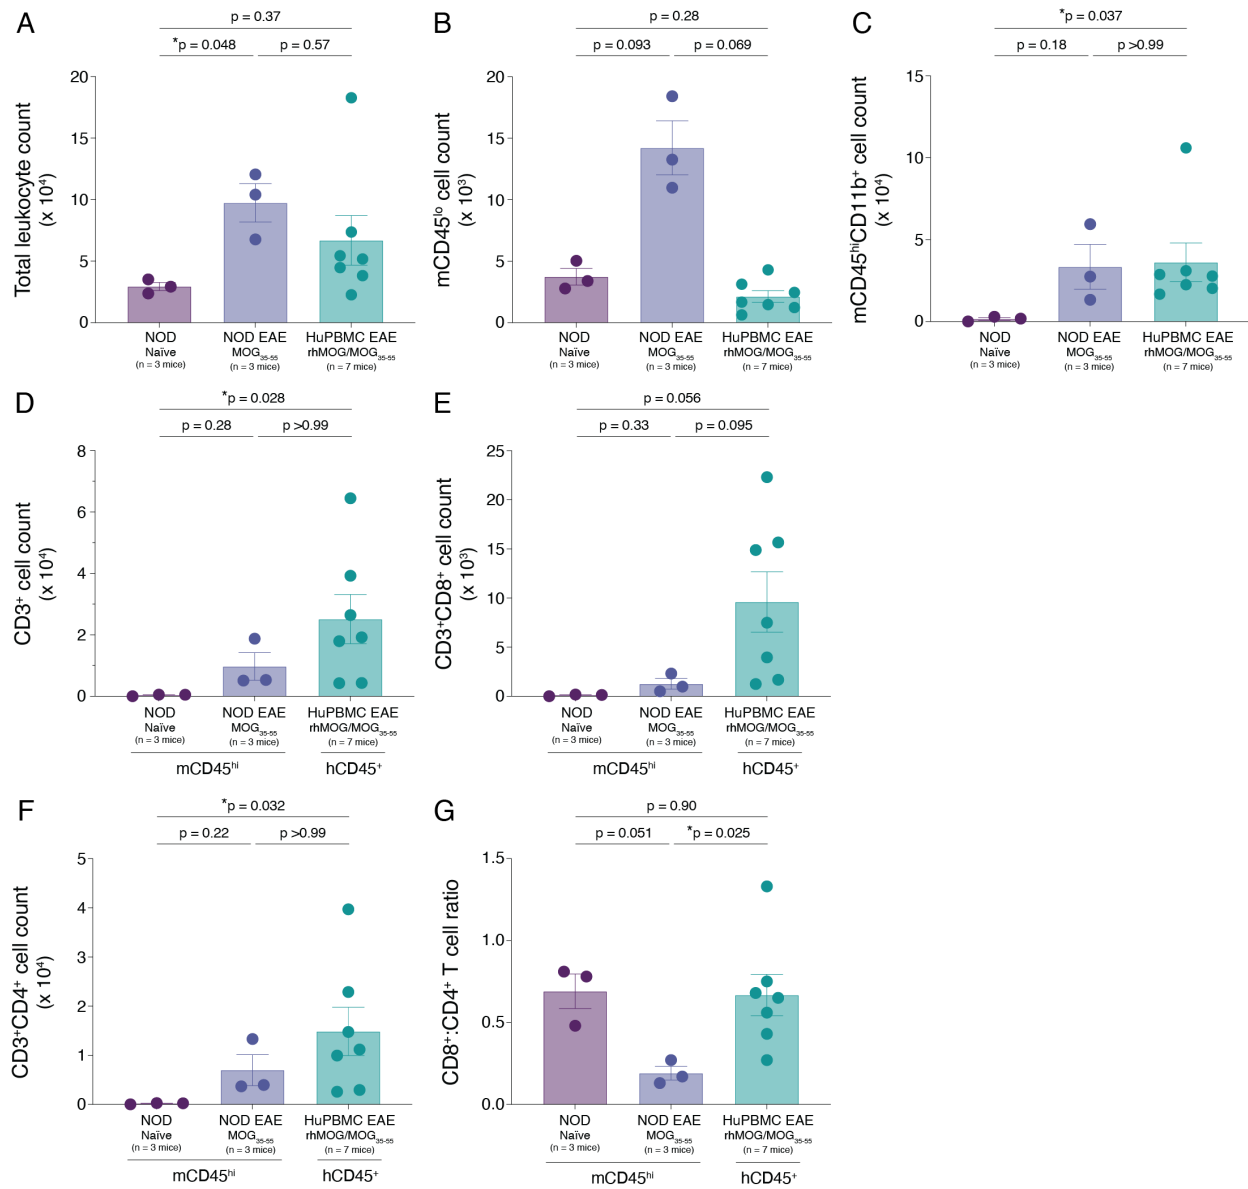 A
p = 0.37
*p = 0.048
p = 0.57
Total leukocyte count
(x 10⁴)
20
15
10
5
0
NOD
Naïve
(n = 3 mice)
NOD EAE
MOG₃₅₋₅₅
(n = 3 mice)
HuPBMC EAE
rhMOG/MOG₃₅₋₅₅
(n = 7 mice)
B
p = 0.28
p = 0.093
p = 0.069
mCD45ˡᵒ cell count
(x 10³)
20
15
10
5
0
NOD
Naïve
(n = 3 mice)
NOD EAE
MOG₃₅₋₅₅
(n = 3 mice)
HuPBMC EAE
rhMOG/MOG₃₅₋₅₅
(n = 7 mice)
C
*p = 0.037
p = 0.18
p >0.99
mCD45ʰⁱCD11b⁺ cell count
(x 10⁴)
15
10
5
0
NOD
Naïve
(n = 3 mice)
NOD EAE
MOG₃₅₋₅₅
(n = 3 mice)
HuPBMC EAE
rhMOG/MOG₃₅₋₅₅
(n = 7 mice)
D
*p = 0.028
p = 0.28
p >0.99
CD3⁺ cell count
(x 10⁴)
8
6
4
2
0
NOD
Naïve
(n = 3 mice)
NOD EAE
MOG₃₅₋₅₅
(n = 3 mice)
HuPBMC EAE
rhMOG/MOG₃₅₋₅₅
(n = 7 mice)
mCD45ʰⁱ
hCD45⁺
E
p = 0.056
p = 0.33
p = 0.095
CD3⁺CD8⁺ cell count
(x 10³)
25
20
15
10
5
0
NOD
Naïve
(n = 3 mice)
NOD EAE
MOG₃₅₋₅₅
(n = 3 mice)
HuPBMC EAE
rhMOG/MOG₃₅₋₅₅
(n = 7 mice)
mCD45ʰⁱ
hCD45⁺
F
*p = 0.032
p = 0.22
p >0.99
CD3⁺CD4⁺ cell count
(x 10⁴)
5
4
3
2
1
0
NOD
Naïve
(n = 3 mice)
NOD EAE
MOG₃₅₋₅₅
(n = 3 mice)
HuPBMC EAE
rhMOG/MOG₃₅₋₅₅
(n = 7 mice)
mCD45ʰⁱ
hCD45⁺
G
p = 0.90
p = 0.051
*p = 0.025
CD8⁺:CD4⁺ T cell ratio
1.5
1.0
0.5
0.0
NOD
Naïve
(n = 3 mice)
NOD EAE
MOG₃₅₋₅₅
(n = 3 mice)
HuPBMC EAE
rhMOG/MOG₃₅₋₅₅
(n = 7 mice)
mCD45ʰⁱ
hCD45⁺